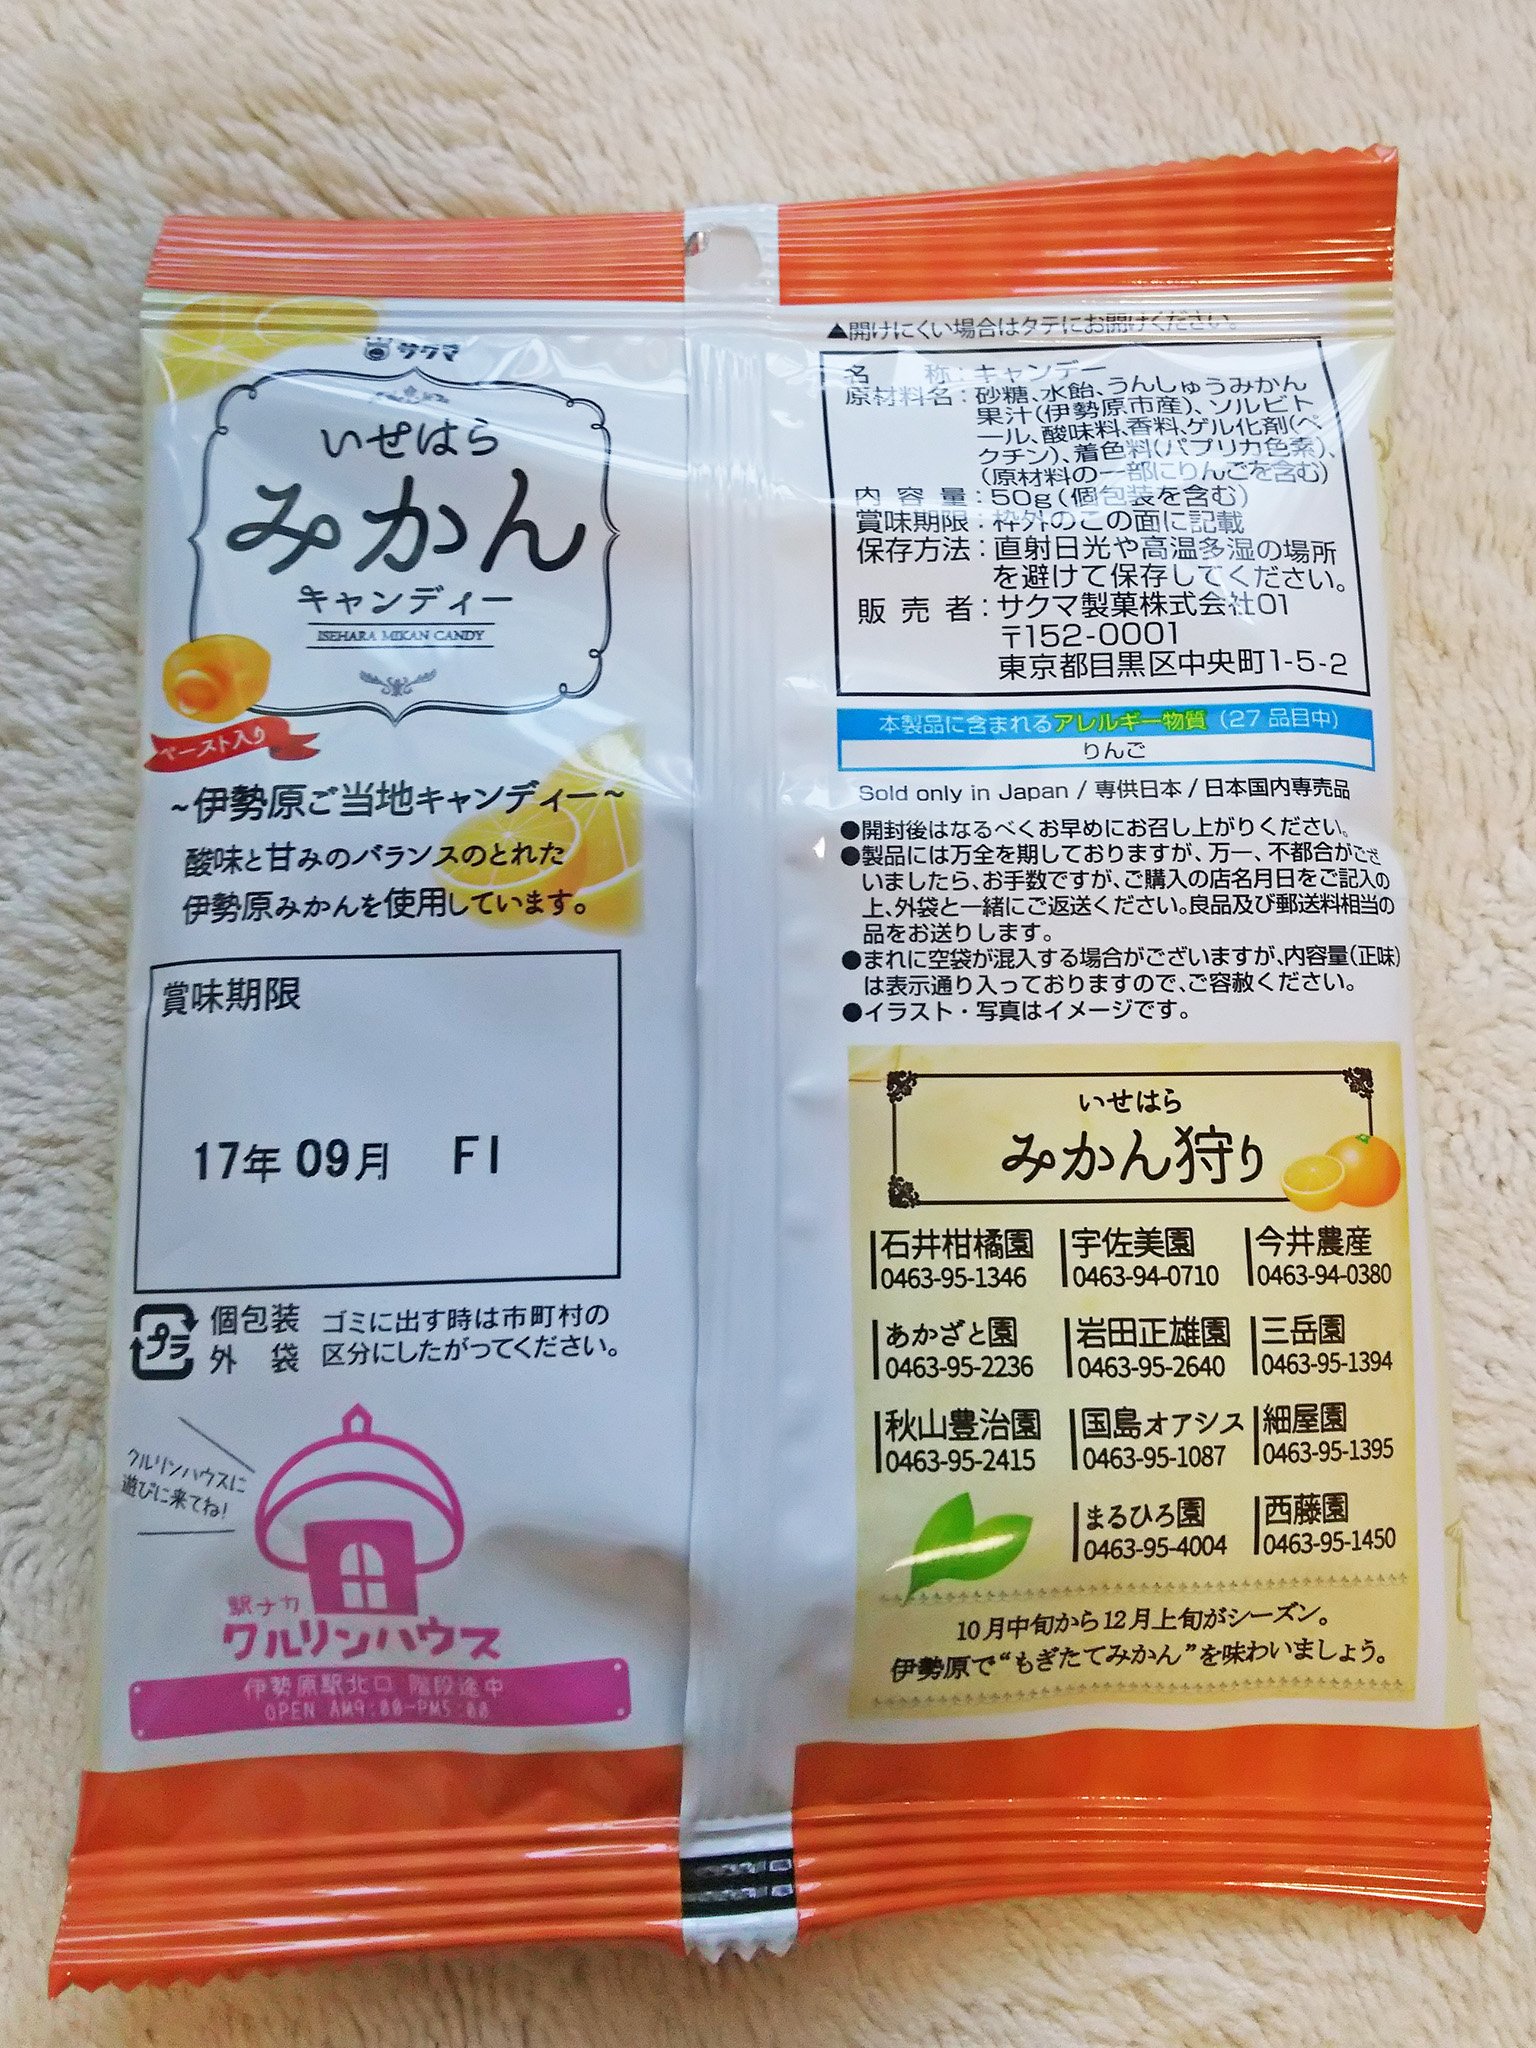 サクマ
いせはら
みかん
キャンディー
ISEHARA MIKAN CANDY
ペースト入り
~伊勢原ご当地キャンディー~
酸味と甘みのバランスのとれた
伊勢原みかんを使用しています。
賞味期限
17年09月 F1
プラ
個包装
外 袋
ゴミに出す時は市町村の
区分にしたがってください。
クルリンハウスに
遊びに来てね!
駅ナカ
クルリンハウス
伊勢原駅北口 階段途中
OPEN AM9:00-PM5:00
▲開けにくい場合はタテにお開けください。
名 称:キャンデー
原材料名:砂糖、水飴、うんしゅうみかん
果汁(伊勢原市産)、ソルビト
ール、酸味料、香料、ゲル化剤(ペ
クチン)、着色料(パプリカ色素)、
(原材料の一部にりんごを含む)
内 容 量:50g(個包装を含む)
賞味期限:枠外のこの面に記載
保存方法:直射日光や高温多湿の場所
を避けて保存してください。
販 売 者:サクマ製菓株式会社01
〒152-0001
東京都目黒区中央町1-5-2
本製品に含まれるアレルギー物質(27品目中)
りんご
Sold only in Japan / 専供日本 / 日本国内専売品
●開封後はなるべくお早めにお召し上がりください。
●製品には万全を期しておりますが、万一、不都合がござ
いましたら、お手数ですが、ご購入の店名月日をご記入の
上、外袋と一緒にご返送ください。良品及び郵送料相当の
品をお送りします。
●まれに空袋が混入する場合がございますが、内容量(正味)
は表示通り入っておりますので、ご容赦ください。
●イラスト・写真はイメージです。
いせはら
みかん狩り
石井柑橘園 宇佐美園 今井農産
0463-95-1346 0463-94-0710 0463-94-0380
あかざと園 岩田正雄園 三岳園
0463-95-2236 0463-95-2640 0463-95-1394
秋山豊治園 国島オアシス 細屋園
0463-95-2415 0463-95-1087 0463-95-1395
まるひろ園 西藤園
0463-95-4004 0463-95-1450
10月中旬から12月上旬がシーズン。
伊勢原で“もぎたてみかん”を味わいましょう。